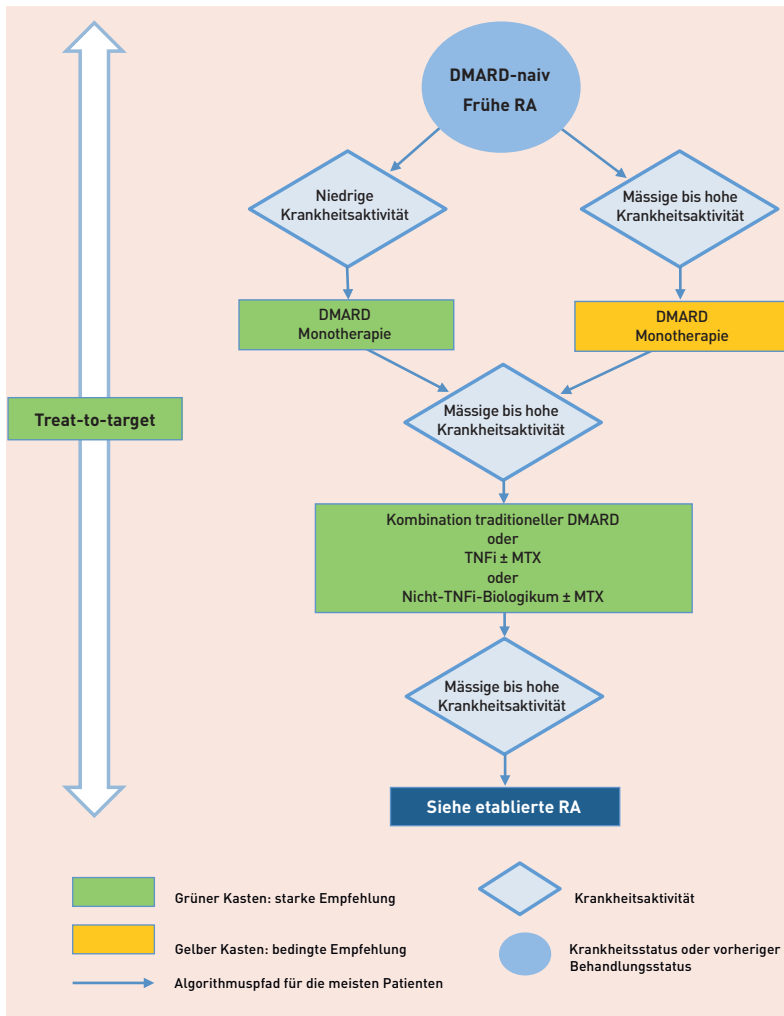 DMARD-naiv
Frühe RA
Niedrige
Krankheitsaktivität
Mässige bis hohe
Krankheitsaktivität
DMARD
Monotherapie
DMARD
Monotherapie
Treat-to-target
Mässige bis hohe
Krankheitsaktivität
Kombination traditioneller DMARD
oder
TNFi ± MTX
oder
Nicht-TNFi-Biologikum ± MTX
Mässige bis hohe
Krankheitsaktivität
Siehe etablierte RA
Grüner Kasten: starke Empfehlung
Krankheitsaktivität
Gelber Kasten: bedingte Empfehlung
Krankheitsstatus oder vorheriger
Behandlungsstatus
Algorithmuspfad für die meisten Patienten